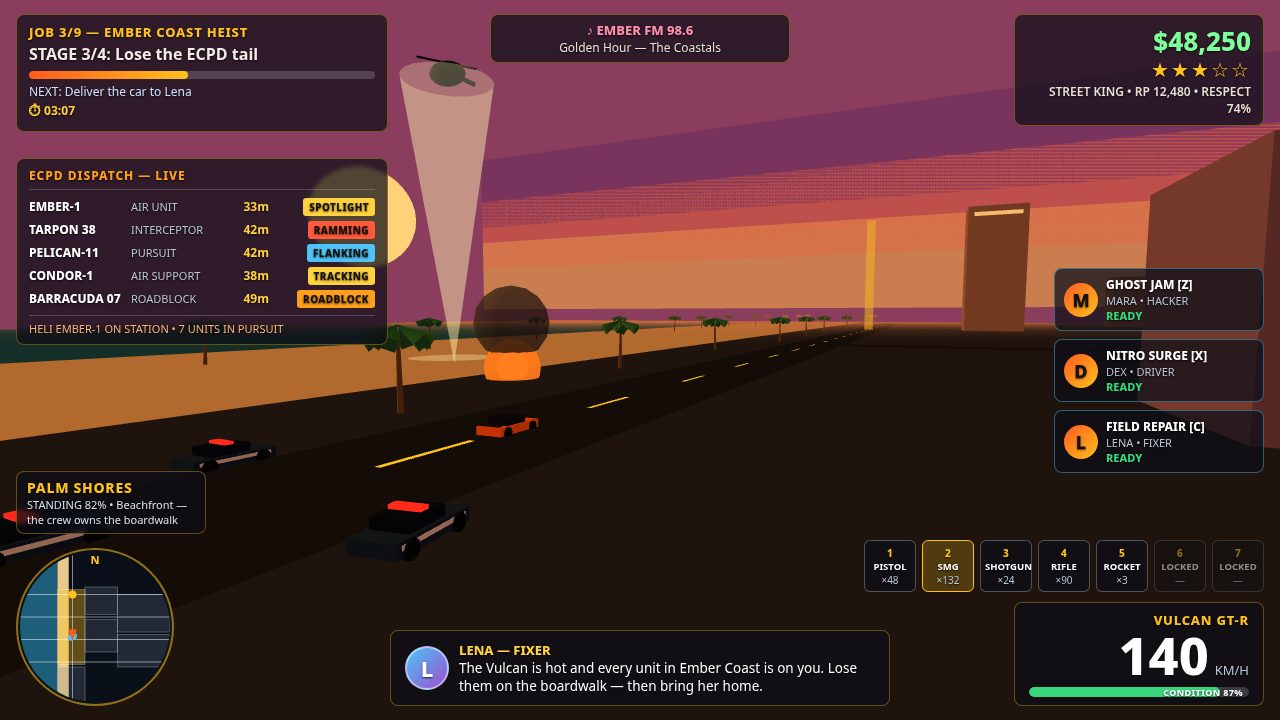 JOB 3/9 — EMBER COAST HEIST
STAGE 3/4: Lose the ECPD tail
NEXT: Deliver the car to Lena
⏱ 03:07
♪ EMBER FM 98.6
Golden Hour — The Coastals
$48,250
★★★☆☆
STREET KING • RP 12,480 • RESPECT
74%
ECPD DISPATCH — LIVE
EMBER-1 AIR UNIT 33m SPOTLIGHT
TARPON 38 INTERCEPTOR 42m RAMMING
PELICAN-11 PURSUIT 42m FLANKING
CONDOR-1 AIR SUPPORT 38m TRACKING
BARRACUDA 07 ROADBLOCK 49m ROADBLOCK
HELI EMBER-1 ON STATION • 7 UNITS IN PURSUIT
M
GHOST JAM [Z]
MARA • HACKER
READY
D
NITRO SURGE [X]
DEX • DRIVER
READY
L
FIELD REPAIR [C]
LENA • FIXER
READY
PALM SHORES
STANDING 82% • Beachfront —
the crew owns the boardwalk
N
1 2 3 4 5 6 7
PISTOL SMG SHOTGUN RIFLE ROCKET LOCKED LOCKED
×48 ×132 ×24 ×90 ×3 — —
L
LENA — FIXER
The Vulcan is hot and every unit in Ember Coast is on you. Lose
them on the boardwalk — then bring her home.
VULCAN GT-R
140 KM/H
CONDITION 87%